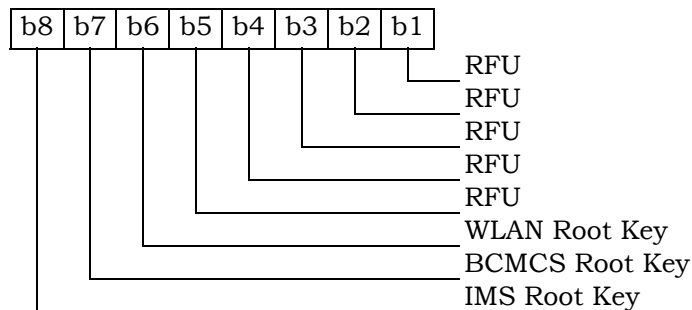 b8 b7 b6 b5 b4 b3 b2 b1
RFU
RFU
RFU
RFU
RFU
WLAN Root Key
BCMCS Root Key
IMS Root Key